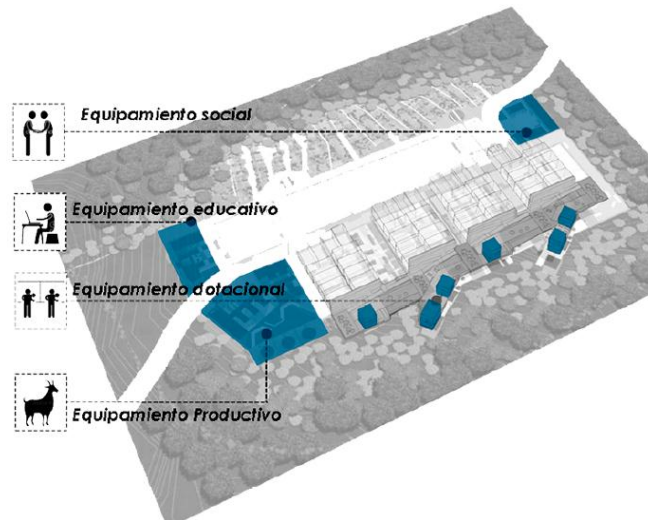 Equipamiento social
Equipamiento educativo
Equipamiento dotacional
Equipamiento Productivo